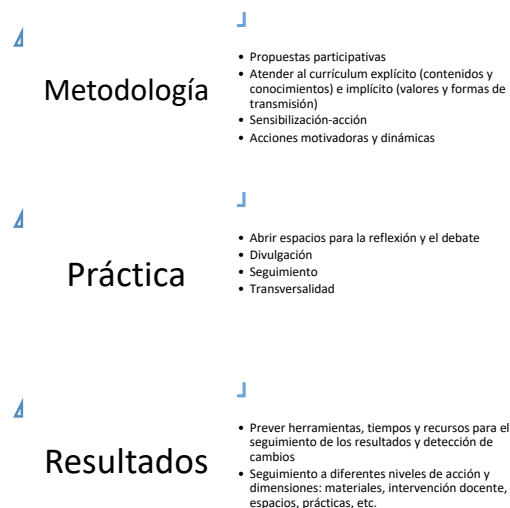 Metodología
• Propuestas participativas
• Atender al currículum explícito (contenidos y
conocimientos) e implícito (valores y formas de
transmisión)
• Sensibilización-acción
• Acciones motivadoras y dinámicas
Práctica
• Abrir espacios para la reflexión y el debate
• Divulgación
• Seguimiento
• Transversalidad
Resultados
• Prever herramientas, tiempos y recursos para el
seguimiento de los resultados y detección de
cambios
• Seguimiento a diferentes niveles de acción y
dimensiones: materiales, intervención docente,
espacios, prácticas, etc.